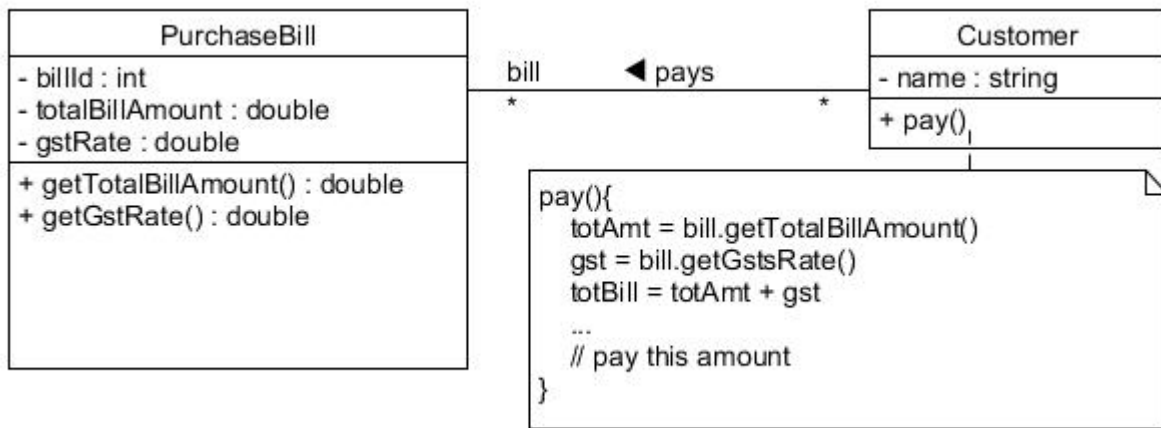 PurchaseBill
- billId : int
- totalBillAmount : double
- gstRate : double
+ getTotalBillAmount() : double
+ getGstRate() : double
bill ◀ pays
* *
Customer
- name : string
+ pay()
pay(){
totAmt = bill.getTotalBillAmount()
gst = bill.getGstsRate()
totBill = totAmt + gst
...
// pay this amount
}